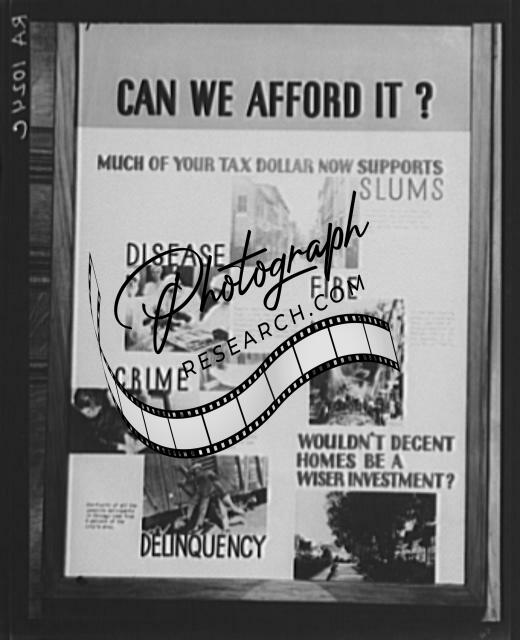 RA 1024C
CAN WE AFFORD IT ?
MUCH OF YOUR TAX DOLLAR NOW SUPPORTS
SLUMS
DISEASE
FIRE
Photograph
RESEARCH.COM
CRIME
WOULDN'T DECENT
HOMES BE A
WISER INVESTMENT?
DELINQUENCY